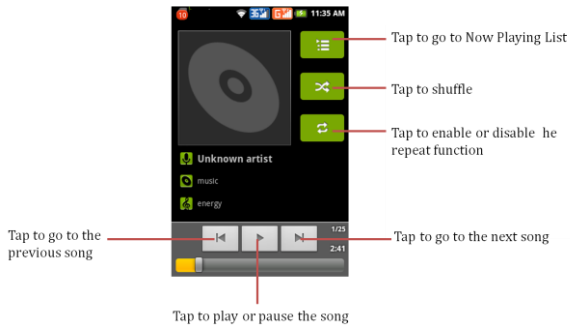 10
3G
G
11:35 AM
Tap to go to Now Playing List
Tap to shuffle
Tap to enable or disable he
repeat function
Unknown artist
music
energy
1/25
2:41
Tap to go to the
previous song
Tap to go to the next song
Tap to play or pause the song